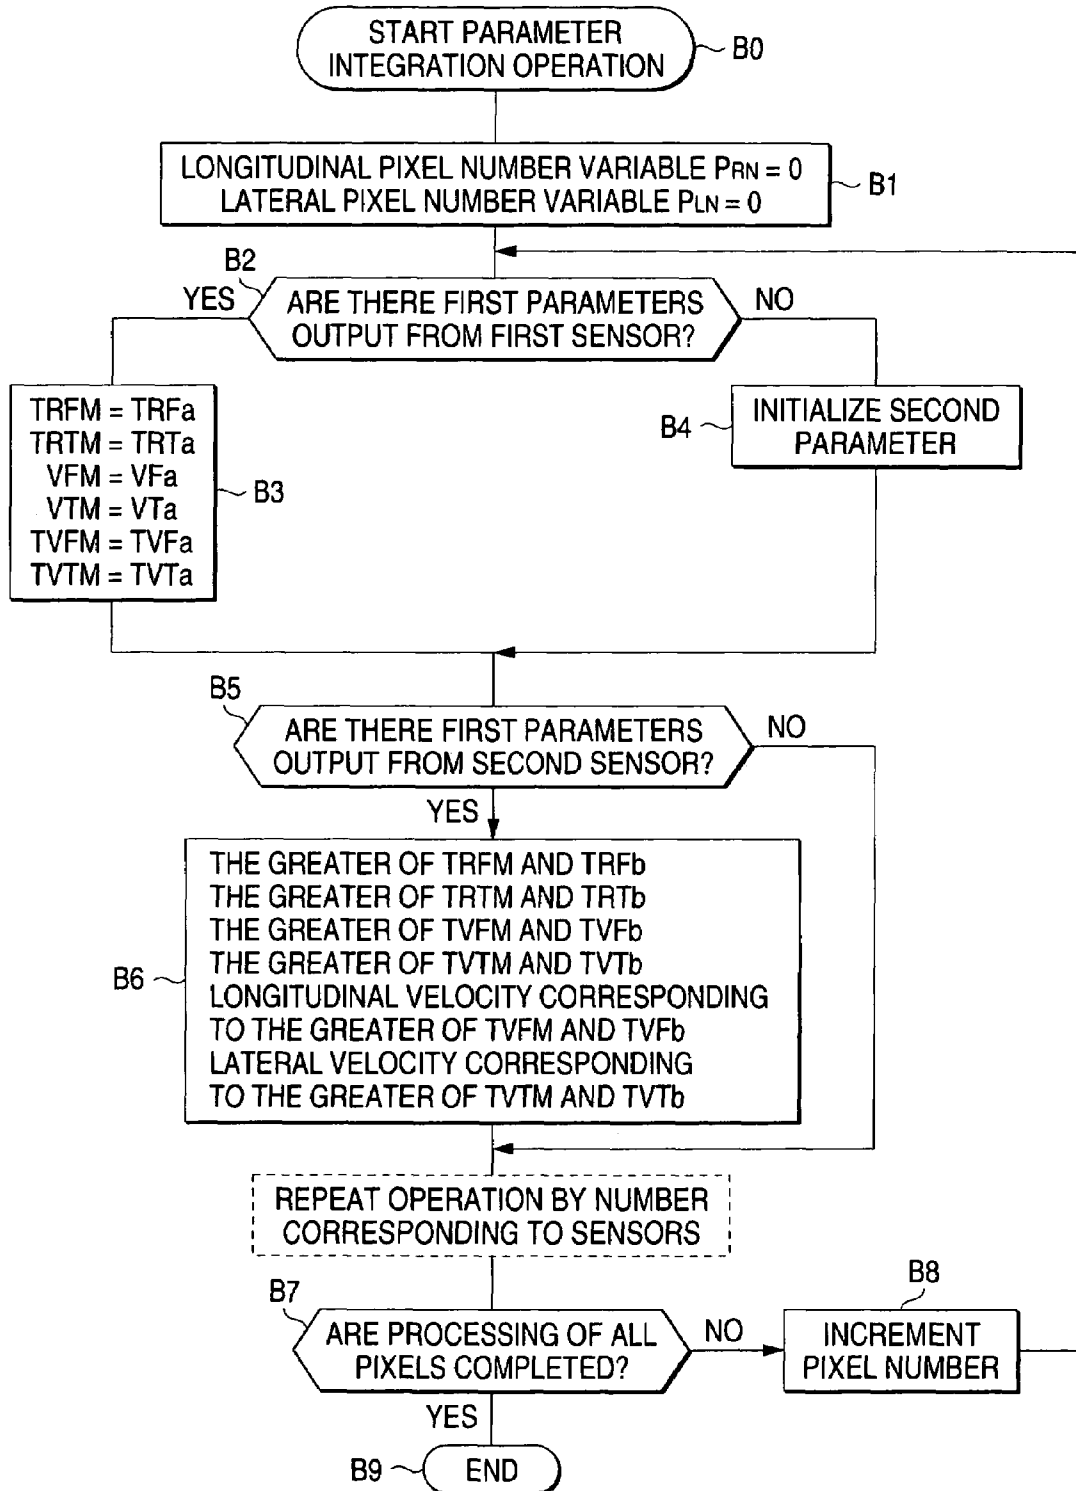 START PARAMETER
INTEGRATION OPERATION
B0
LONGITUDINAL PIXEL NUMBER VARIABLE PRN = 0
LATERAL PIXEL NUMBER VARIABLE PLN = 0
B1
B2
YES
ARE THERE FIRST PARAMETERS
OUTPUT FROM FIRST SENSOR?
NO
TRFM = TRFa
TRTM = TRTa
VFM = VFa
VTM = VTa
TVFM = TVFa
TVTM = TVTa
B3
B4
INITIALIZE SECOND
PARAMETER
B5
ARE THERE FIRST PARAMETERS
OUTPUT FROM SECOND SENSOR?
NO
YES
THE GREATER OF TRFM AND TRFb
THE GREATER OF TRTM AND TRTb
THE GREATER OF TVFM AND TVFb
THE GREATER OF TVTM AND TVTb
LONGITUDINAL VELOCITY CORRESPONDING
TO THE GREATER OF TVFM AND TVFb
LATERAL VELOCITY CORRESPONDING
TO THE GREATER OF TVTM AND TVTb
B6
REPEAT OPERATION BY NUMBER
CORRESPONDING TO SENSORS
B7
ARE PROCESSING OF ALL
PIXELS COMPLETED?
NO
B8
INCREMENT
PIXEL NUMBER
YES
B9
END